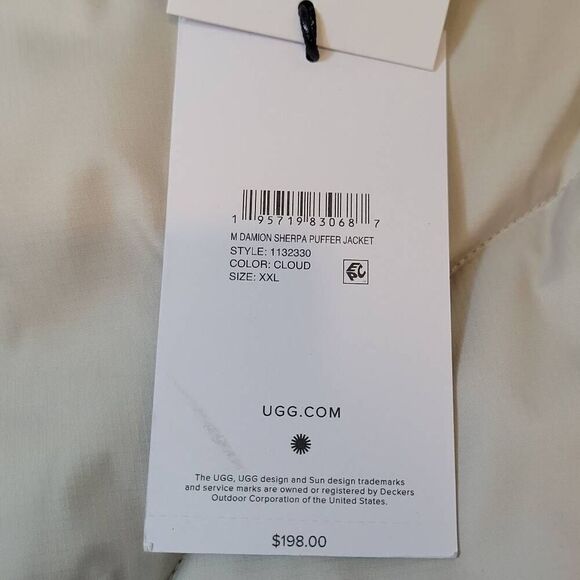 1 95719 83068 7
M DAMION SHERPA PUFFER JACKET
STYLE: 1132330
COLOR: CLOUD
SIZE: XXL
UGG.COM
The UGG, UGG design and Sun design trademarks
and service marks are owned or registered by Deckers
Outdoor Corporation of the United States.
$198.00